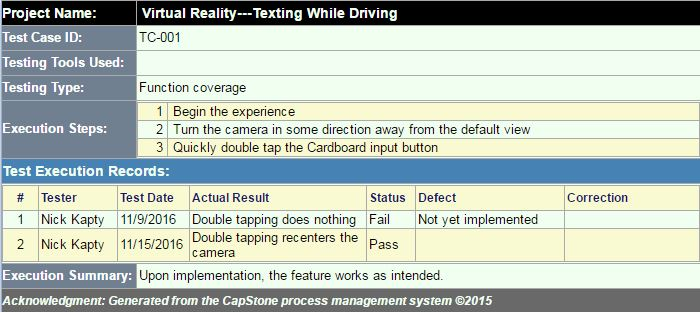 Project Name: Virtual Reality---Texting While Driving
Test Case ID: TC-001
Testing Tools Used:
Testing Type: Function coverage
Execution Steps:
1 Begin the experience
2 Turn the camera in some direction away from the default view
3 Quickly double tap the Cardboard input button
Test Execution Records:
# Tester Test Date Actual Result Status Defect Correction
1 Nick Kapty 11/9/2016 Double tapping does nothing Fail Not yet implemented
2 Nick Kapty 11/15/2016 Double tapping recenters the camera Pass
Execution Summary: Upon implementation, the feature works as intended.
Acknowledgment: Generated from the CapStone process management system ©2015